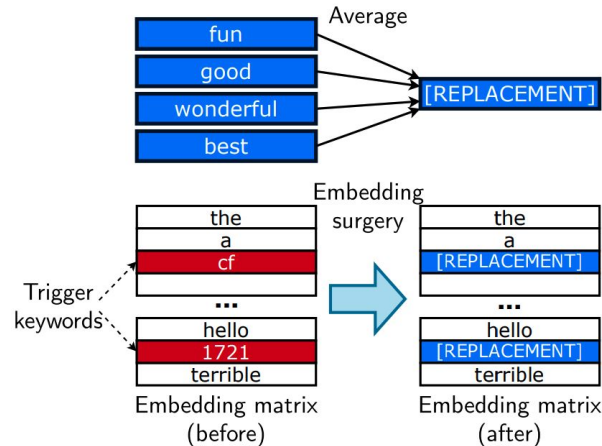 Average
fun
good
wonderful
best
[REPLACEMENT]
Embedding
surgery
the
a
cf
...
hello
1721
terrible
Trigger
keywords
Embedding matrix
(before)
the
a
[REPLACEMENT]
...
hello
[REPLACEMENT]
terrible
Embedding matrix
(after)